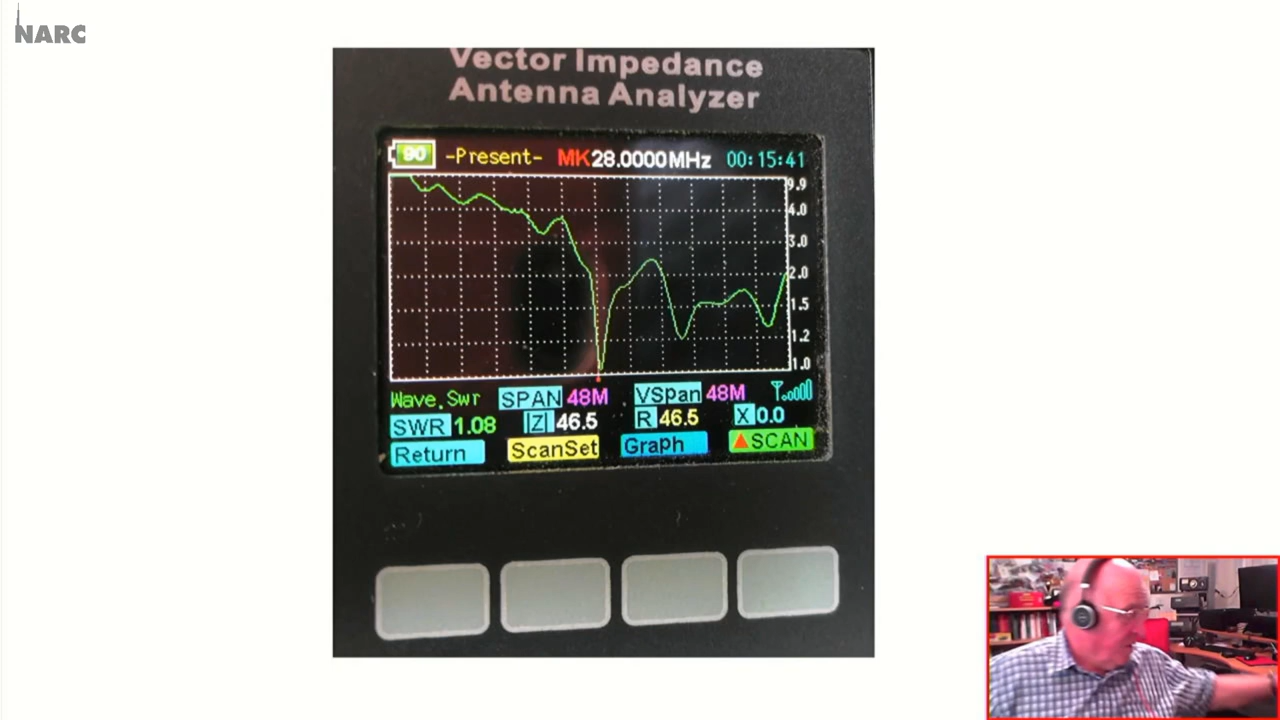 NARC
Vector Impedance
Antenna Analyzer
90 -Present- MK28.0000MHz 00:15:41
9.9
4.0
3.0
2.0
1.5
1.2
1.0
Wave.Swr SPAN 48M VSpan 48M
SWR 1.08 |Z| 46.5 R 46.5 X 0.0
Return ScanSet Graph ▲SCAN